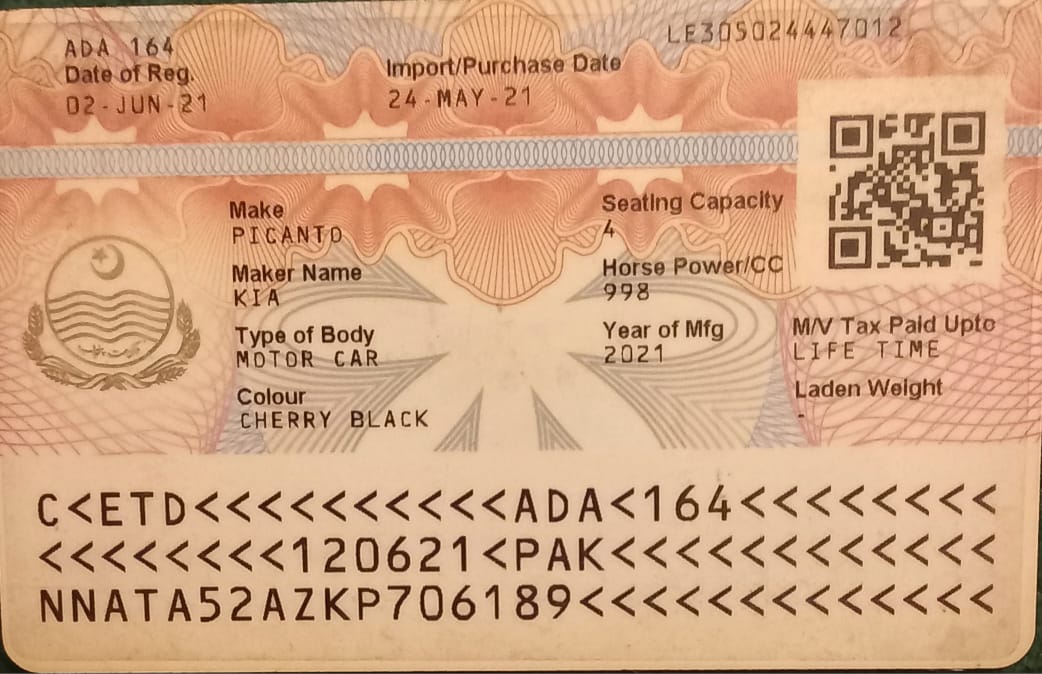 LE305024447012
ADA 164
Date of Reg.
02-JUN-21
Import/Purchase Date
24-MAY-21
Make
PICANTO
Maker Name
KIA
Type of Body
MOTOR CAR
Colour
CHERRY BLACK
Seating Capacity
4
Horse Power/CC
998
Year of Mfg
2021
M/V Tax Paid Upto
LIFE TIME
Laden Weight
-
C<ETD<<<<<<<<<<<ADA<164<<<<<<<<<
<<<<<<<<<120621<PAK<<<<<<<<<<<<<<
NNATA52AZKP706189<<<<<<<<<<<<<<